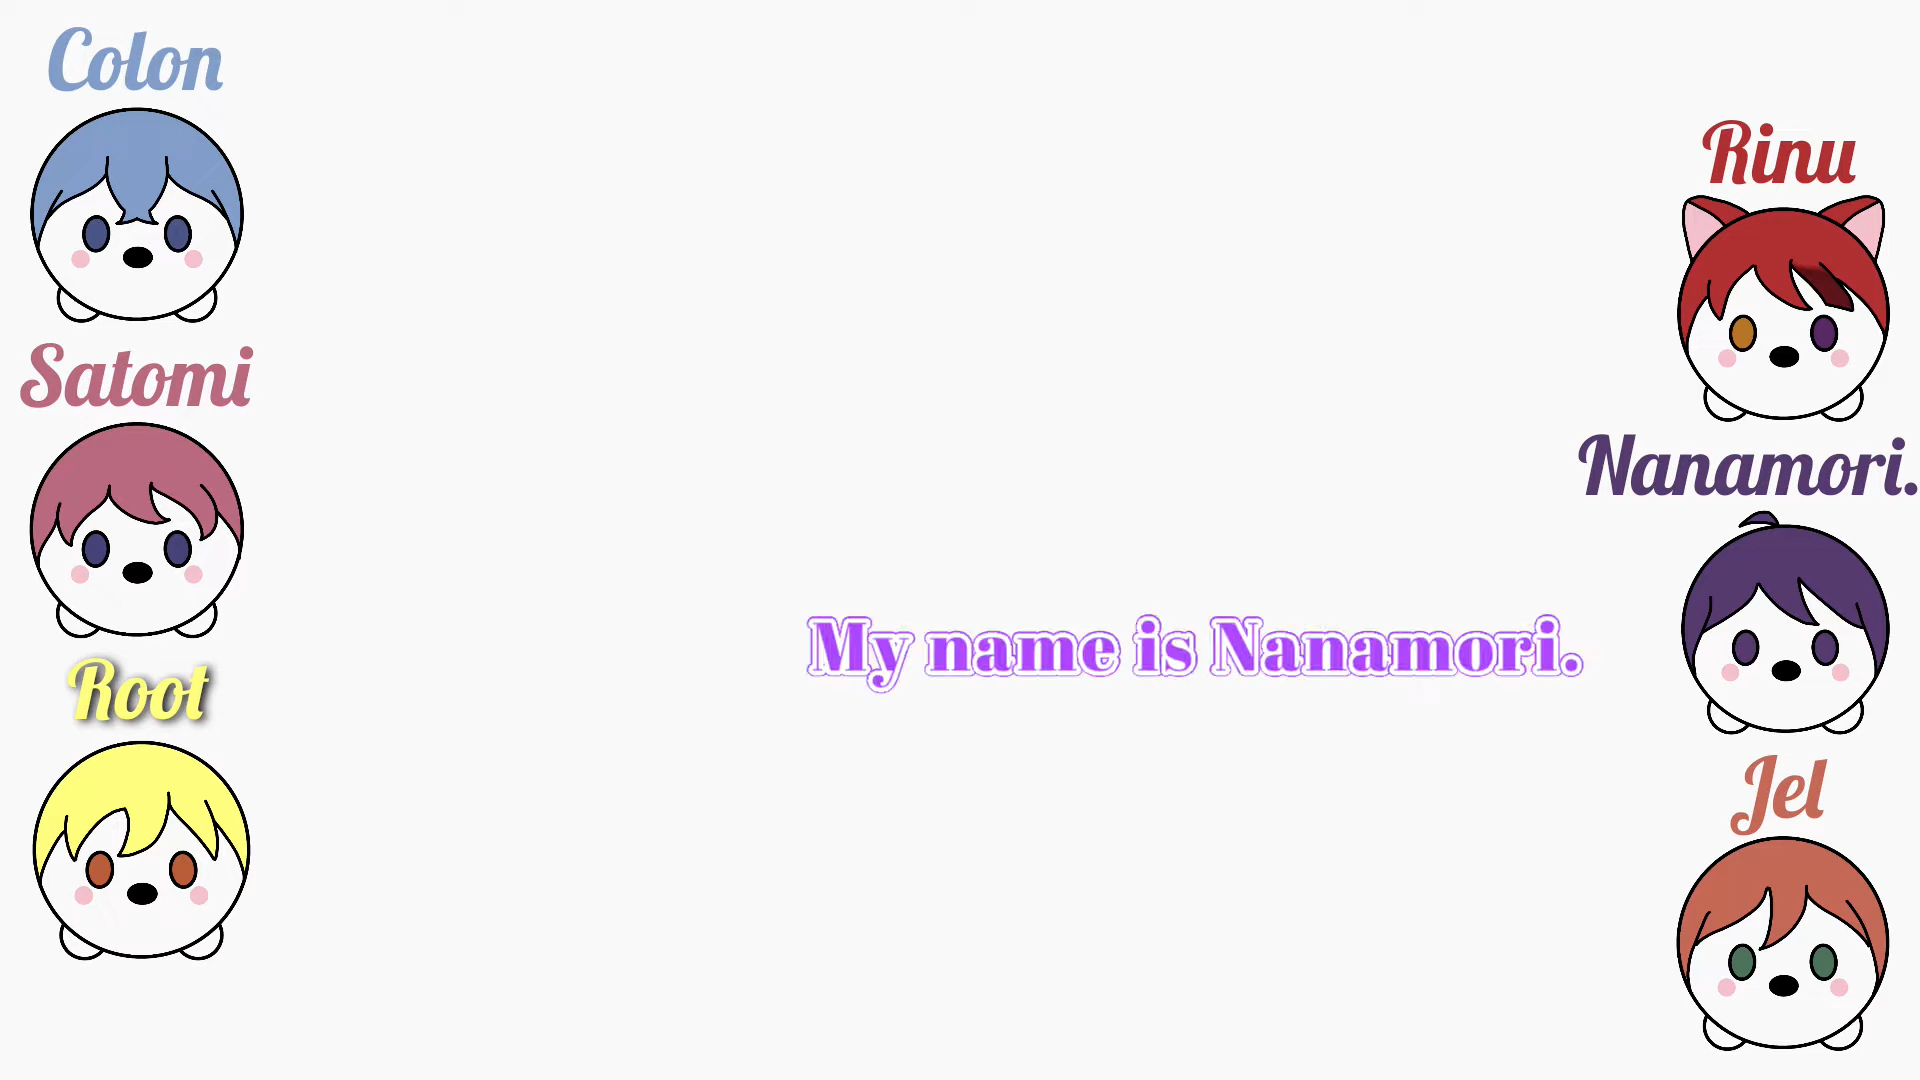 Colon
Satomi
Root
My name is Nanamori.
Rinu
Nanamori.
Jel